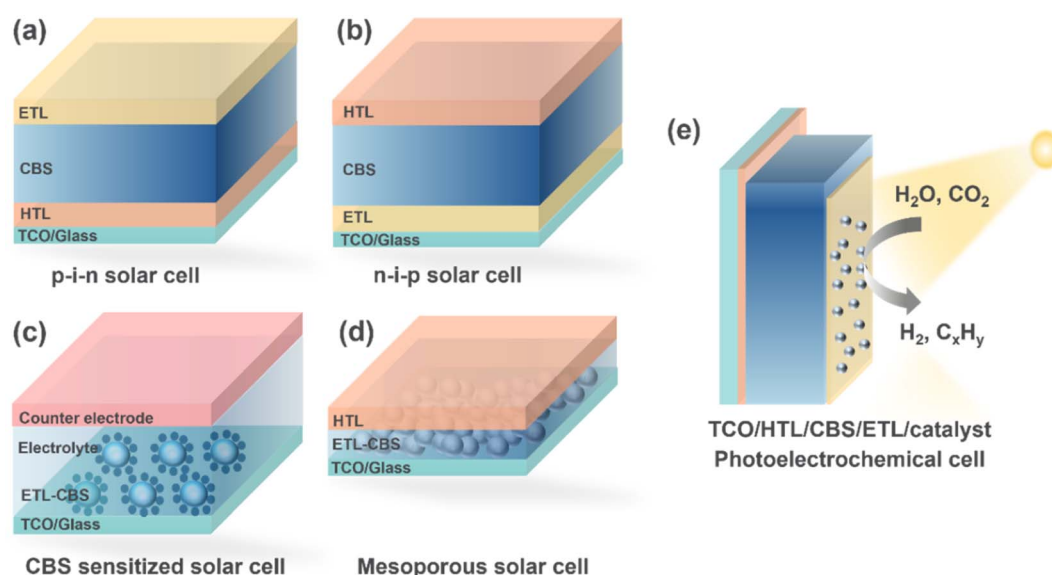 (a)
ETL
CBS
HTL
TCO/Glass
p-i-n solar cell
(b)
HTL
CBS
ETL
TCO/Glass
n-i-p solar cell
(c)
Counter electrode
Electrolyte
ETL-CBS
TCO/Glass
CBS sensitized solar cell
(d)
HTL
ETL-CBS
TCO/Glass
Mesoporous solar cell
(e)
H₂O, CO₂
H₂, CₓHᵧ
TCO/HTL/CBS/ETL/catalyst
Photoelectrochemical cell